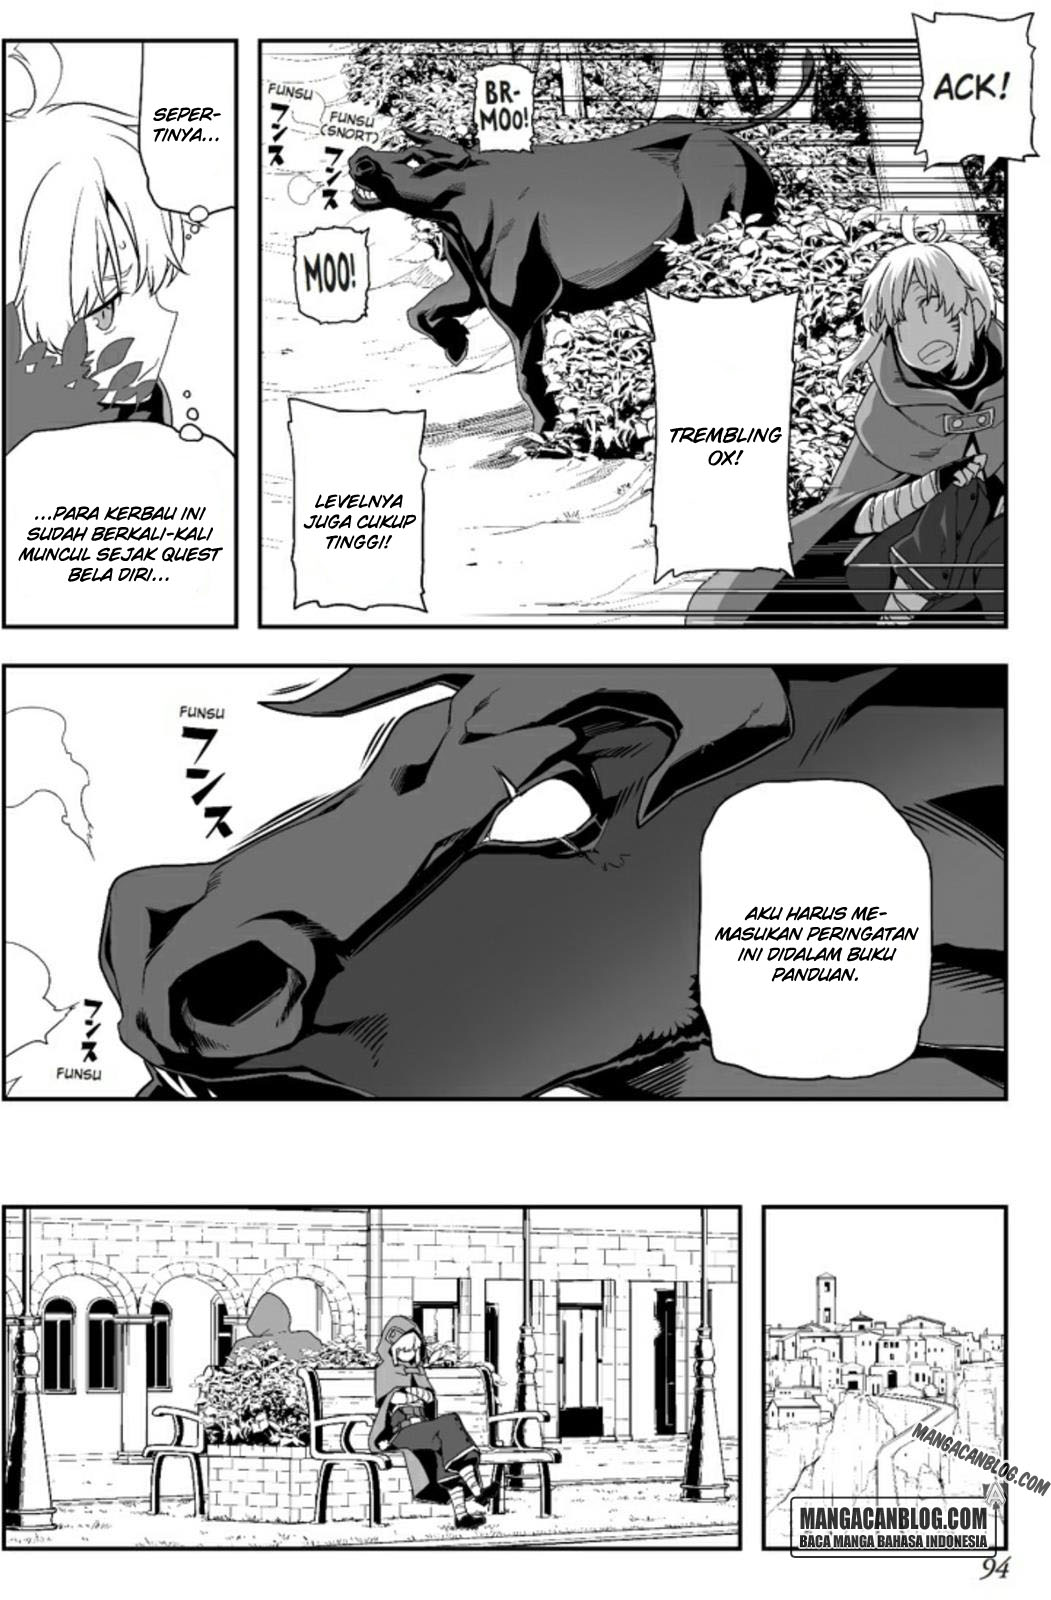 ACK!
BR-
MOO!
FUNSU
フンス
FUNSU
(SNORT)
フンス
MOO!
TREMBLING
OX!
LEVELNYA
JUGA CUKUP
TINGGI!
SEPER-
TINYA...
...PARA KERBAU INI
SUDAH BERKALI-KALI
MUNCUL SEJAK QUEST
BELA DIRI...
FUNSU
フンス
AKU HARUS ME-
MASUKAN PERINGATAN
INI DIDALAM BUKU
PANDUAN.
フンス
FUNSU
MANGACANBLOG.COM
MANGACANBLOG.COM
BACA MANGA BAHASA INDONESIA
94